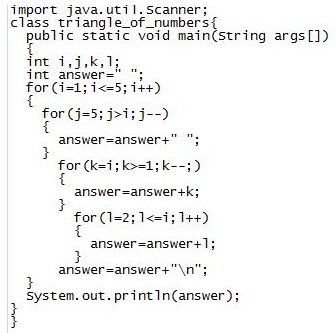 import java.util.Scanner;
class triangle_of_numbers{
public static void main(String args[])
{
int i,j,k,l;
int answer=" ";
for(i=1;i<=5;i++)
{
for(j=5;j>i;j--)
{
answer=answer+" ";
}
for(k=i;k>=1;k--;)
{
answer=answer+k;
}
for(l=2;l<=i;l++)
{
answer=answer+l;
}
answer=answer+"\n";
}
System.out.println(answer);
}
}